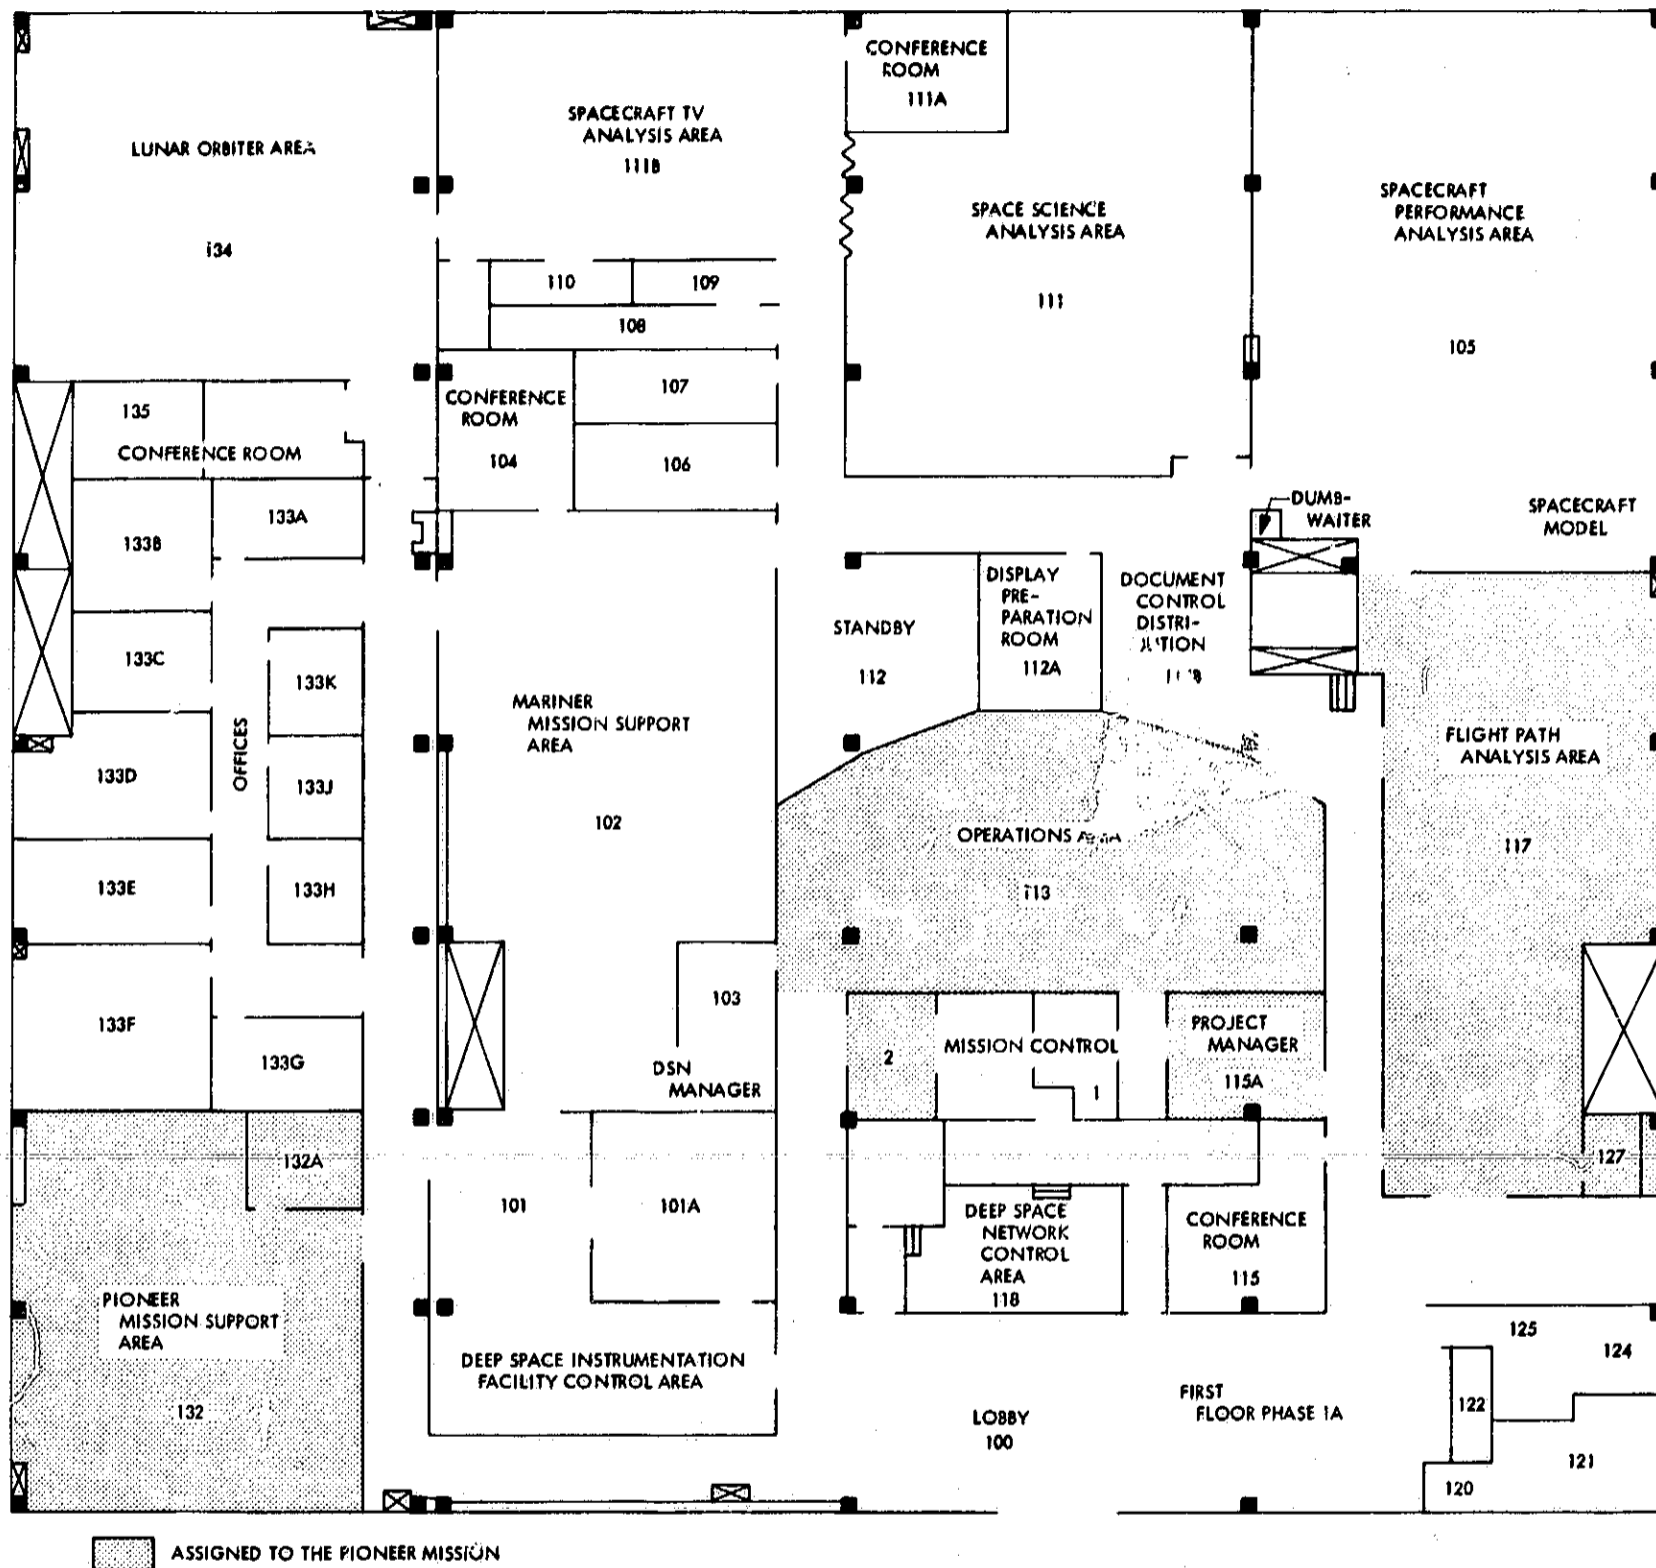 CONFERENCE
ROOM
111A
SPACECRAFT TV
ANALYSIS AREA
111B
LUNAR ORBITER AREA
134
SPACE SCIENCE
ANALYSIS AREA
111
SPACECRAFT
PERFORMANCE
ANALYSIS AREA
105
110
109
108
107
106
CONFERENCE
ROOM
104
135
CONFERENCE ROOM
133A
133B
133C
133D
133E
133F
133G
133H
133J
133K
OFFICES
DUMB-
WAITER
SPACECRAFT
MODEL
STANDBY
112
DISPLAY
PRE-
PARATION
ROOM
112A
DOCUMENT
CONTROL
DISTRI-
MARINER
MISSION SUPPORT
AREA
102
FLIGHT PATH
ANALYSIS AREA
117
OPERATIONS
113
103
DSN
MANAGER
2
MISSION CONTROL
1
PROJECT
MANAGER
115A
132A
101
101A
127
DEEP SPACE
NETWORK
CONTROL
AREA
118
CONFERENCE
ROOM
115
PIONEER
MISSION SUPPORT
AREA
132
DEEP SPACE INSTRUMENTATION
FACILITY CONTROL AREA
LOBBY
100
FIRST
FLOOR PHASE 1A
125
124
122
121
120
ASSIGNED TO THE PIONEER MISSION